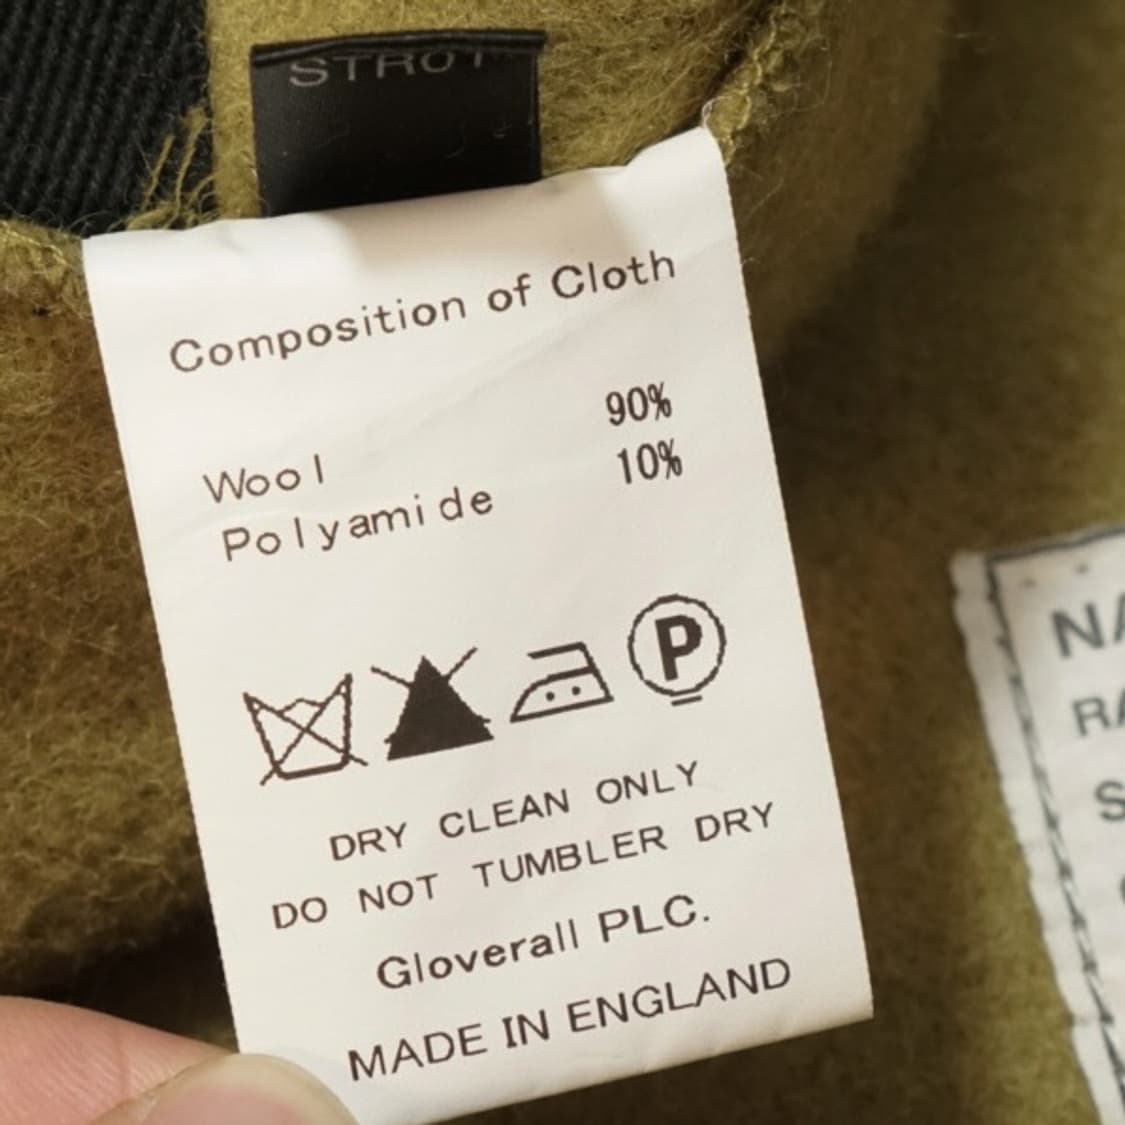 Composition of Cloth
Wool 90%
Polyamide 10%
P
DRY CLEAN ONLY
DO NOT TUMBLER DRY
Gloverall PLC.
MADE IN ENGLAND